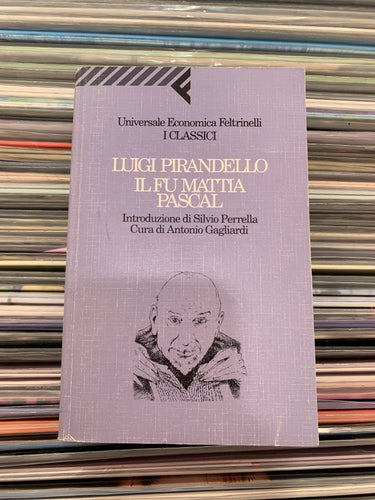 Universale Economica Feltrinelli
I CLASSICI
LUIGI PIRANDELLO
IL FU MATTIA
PASCAL
Introduzione di Silvio Perrella
Cura di Antonio Gagliardi